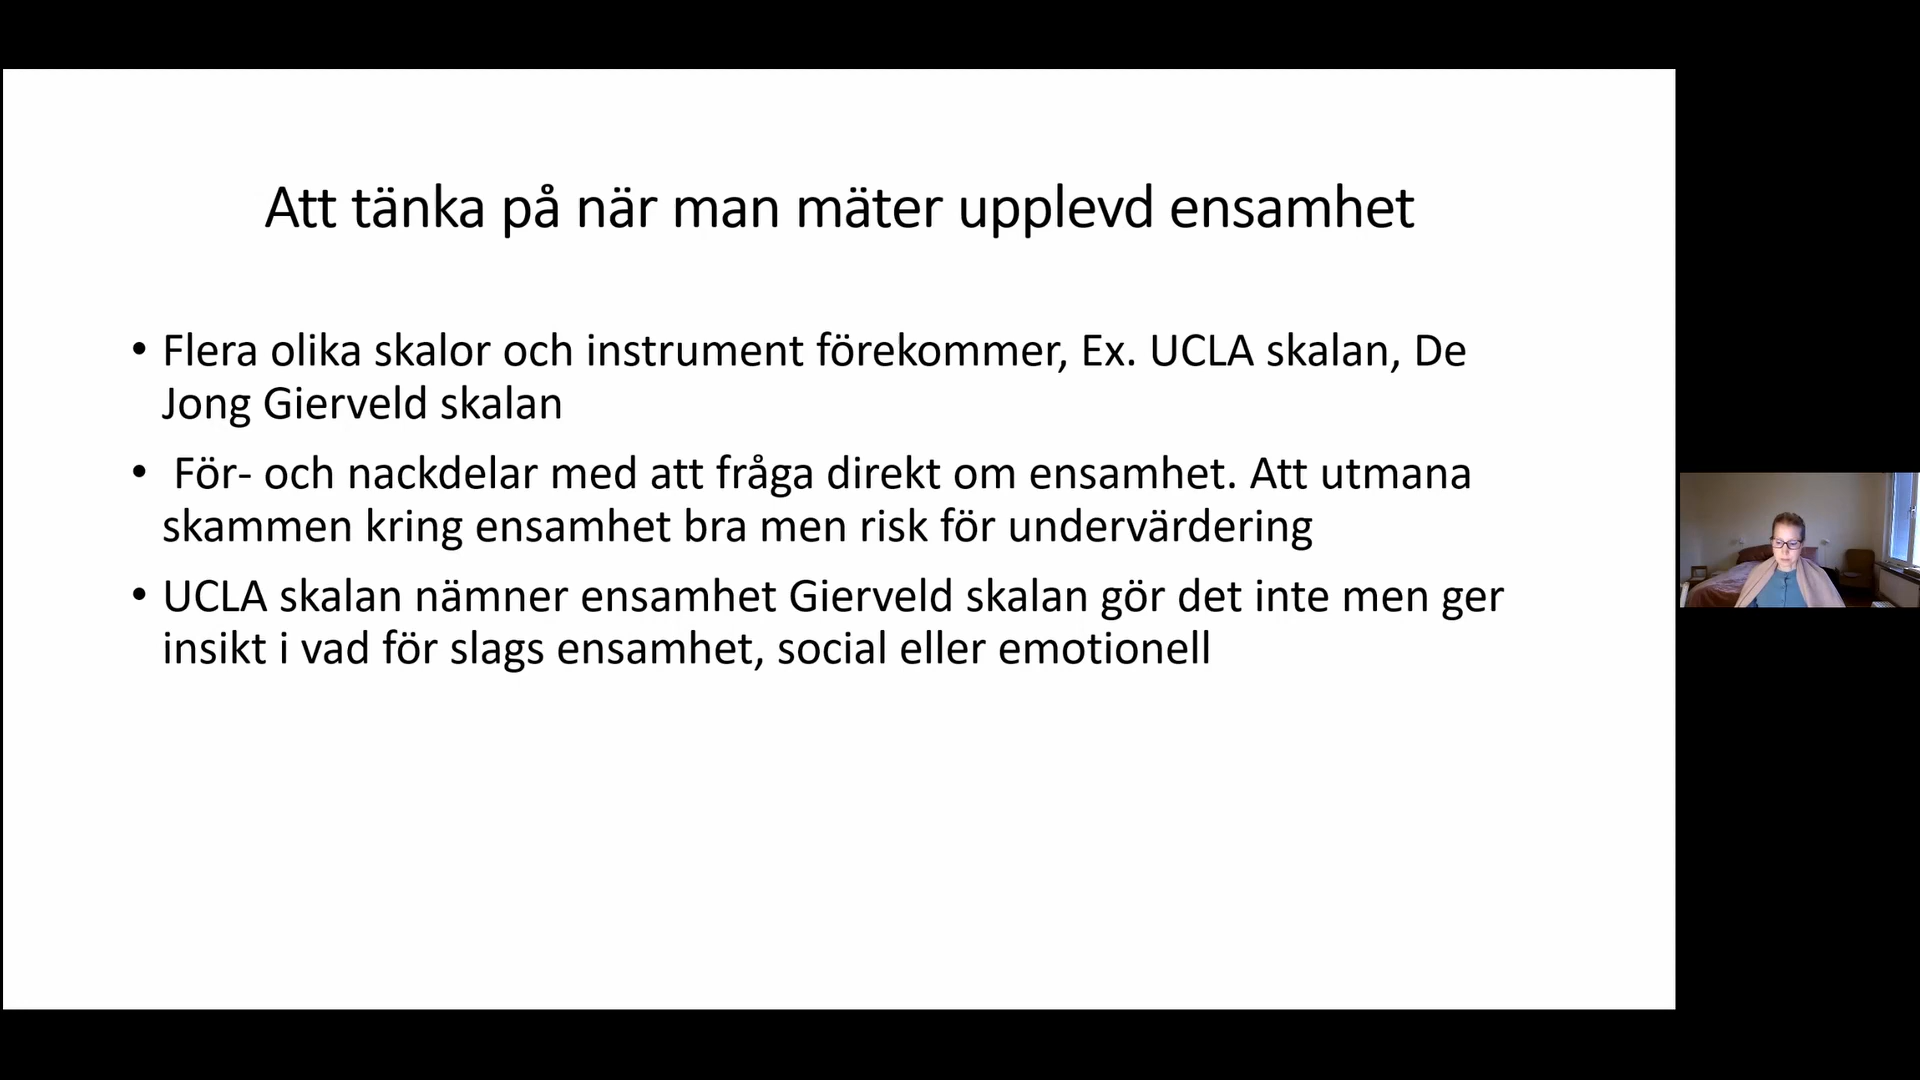 Att tänka på när man mäter upplevd ensamhet
• Flera olika skalor och instrument förekommer, Ex. UCLA skalan, De
Jong Gierveld skalan
• För- och nackdelar med att fråga direkt om ensamhet. Att utmana
skammen kring ensamhet bra men risk för undervärdering
• UCLA skalan nämner ensamhet Gierveld skalan gör det inte men ger
insikt i vad för slags ensamhet, social eller emotionell